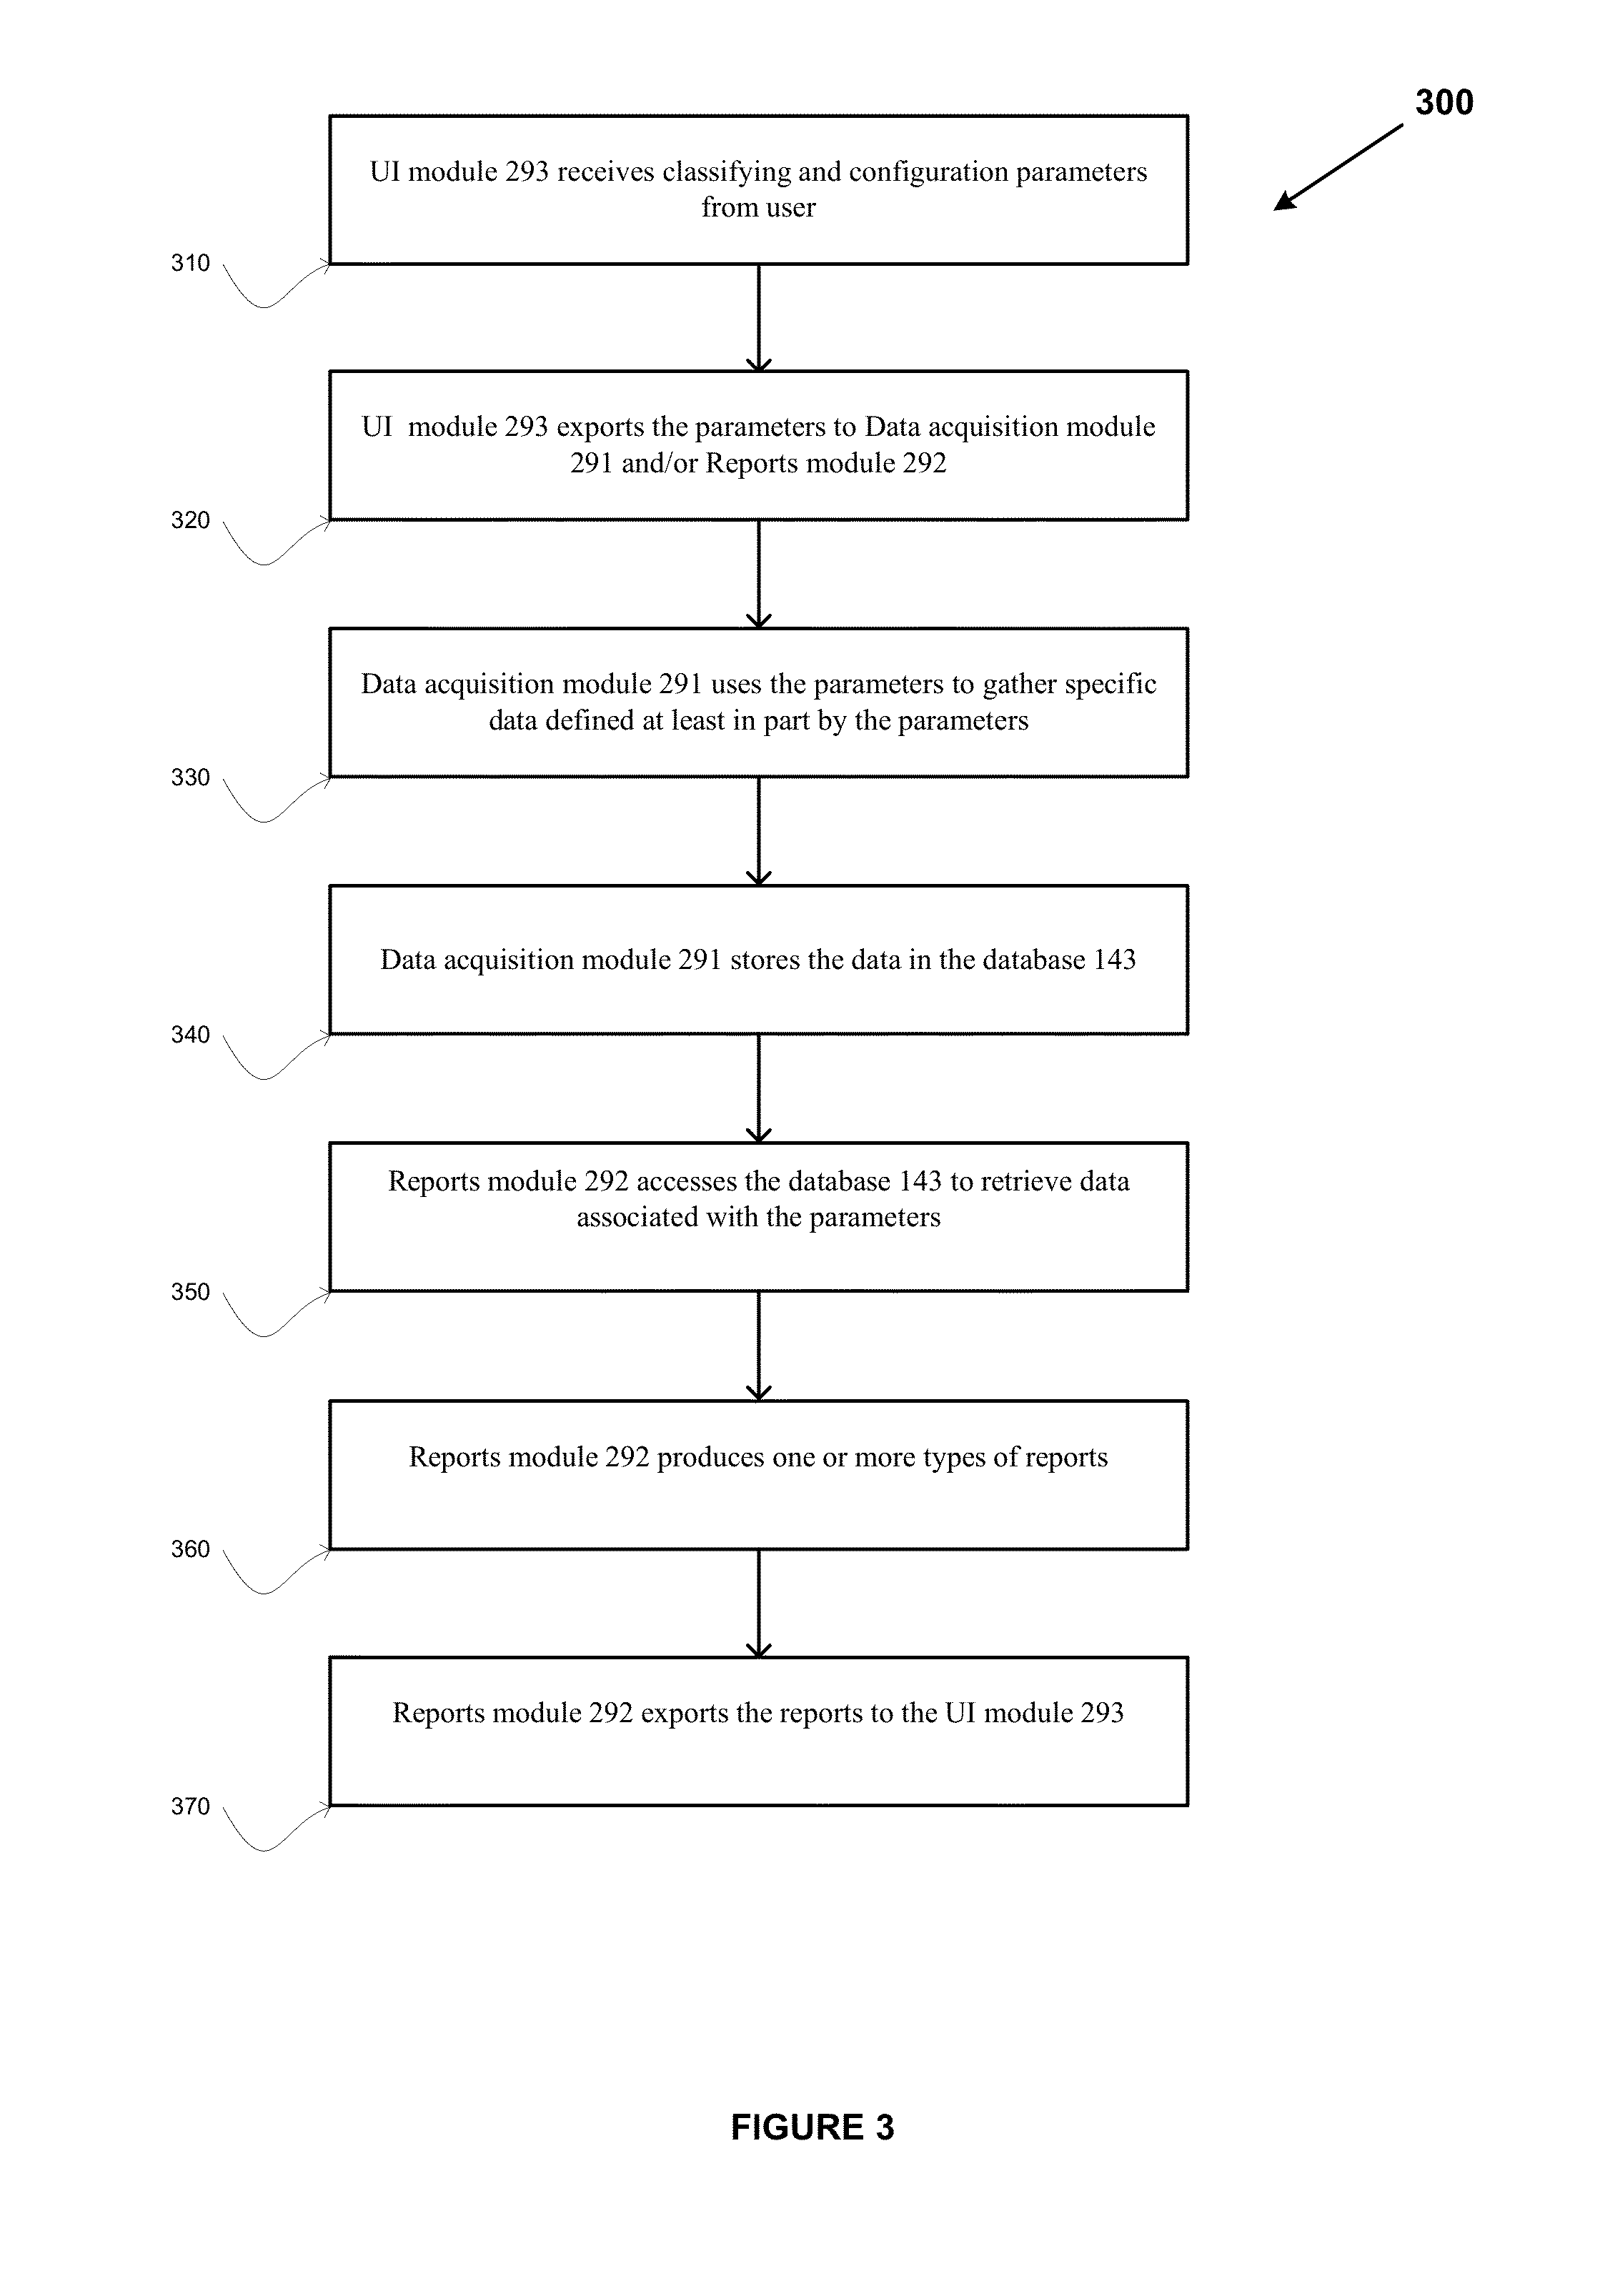 300
UI module 293 receives classifying and configuration parameters
from user
310
UI module 293 exports the parameters to Data acquisition module
291 and/or Reports module 292
320
Data acquisition module 291 uses the parameters to gather specific
data defined at least in part by the parameters
330
Data acquisition module 291 stores the data in the database 143
340
Reports module 292 accesses the database 143 to retrieve data
associated with the parameters
350
Reports module 292 produces one or more types of reports
360
Reports module 292 exports the reports to the UI module 293
370
FIGURE 3